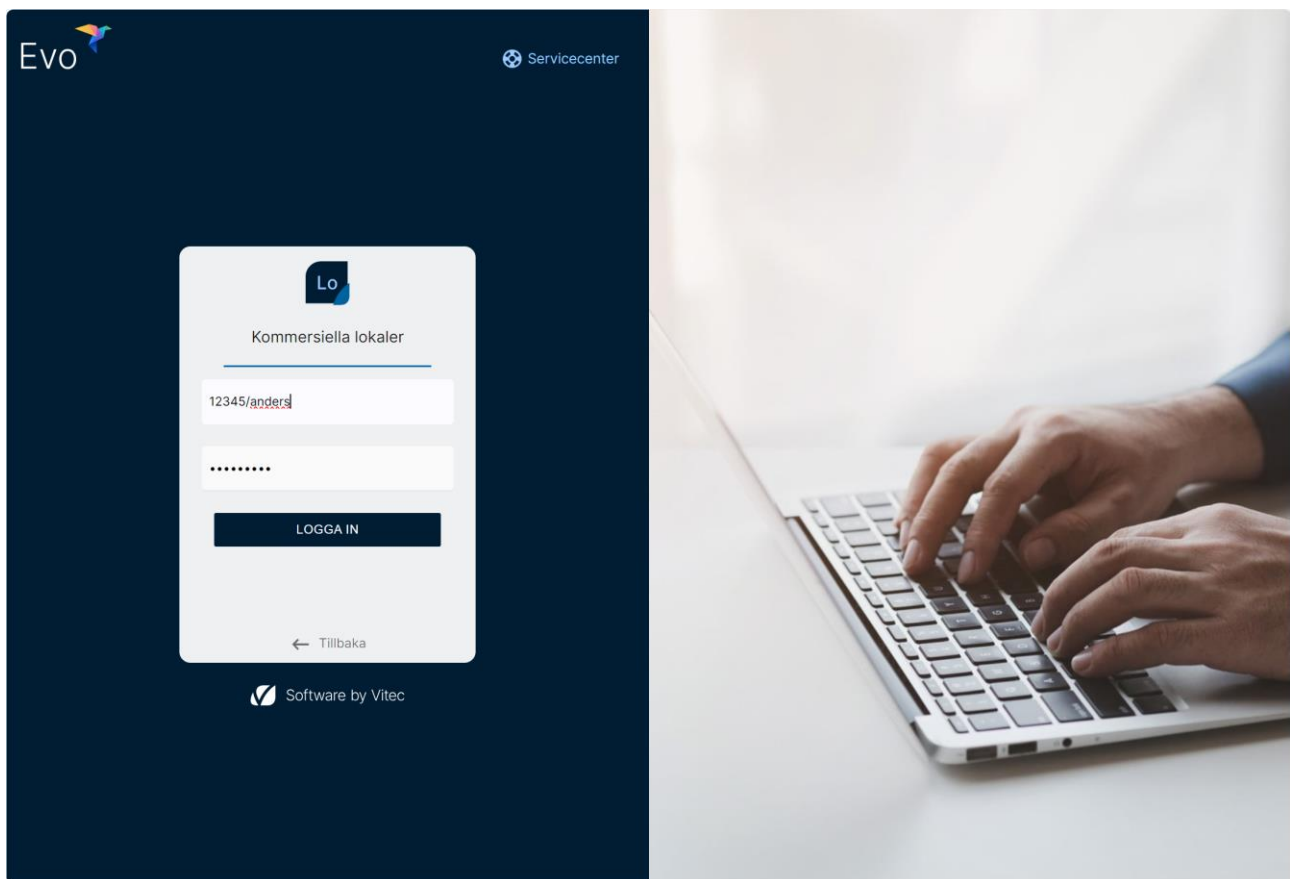 Evo
Servicecenter
Lo
Kommersiella lokaler
12345/anders
•••••••••
LOGGA IN
← Tillbaka
Software by Vitec